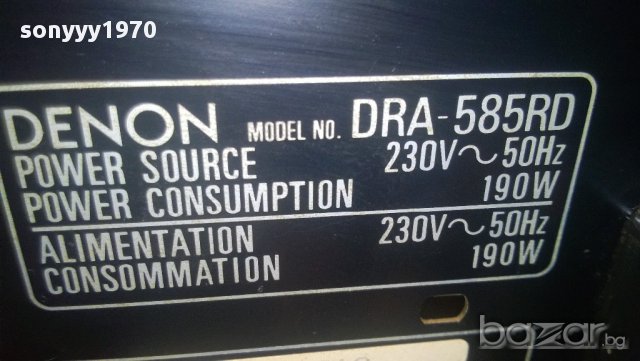 sonyyy1970
DENON MODEL NO. DRA-585RD
POWER SOURCE 230V~50Hz
POWER CONSUMPTION 190W
ALIMENTATION 230V~50Hz
CONSOMMATION 190W
bazar.bg